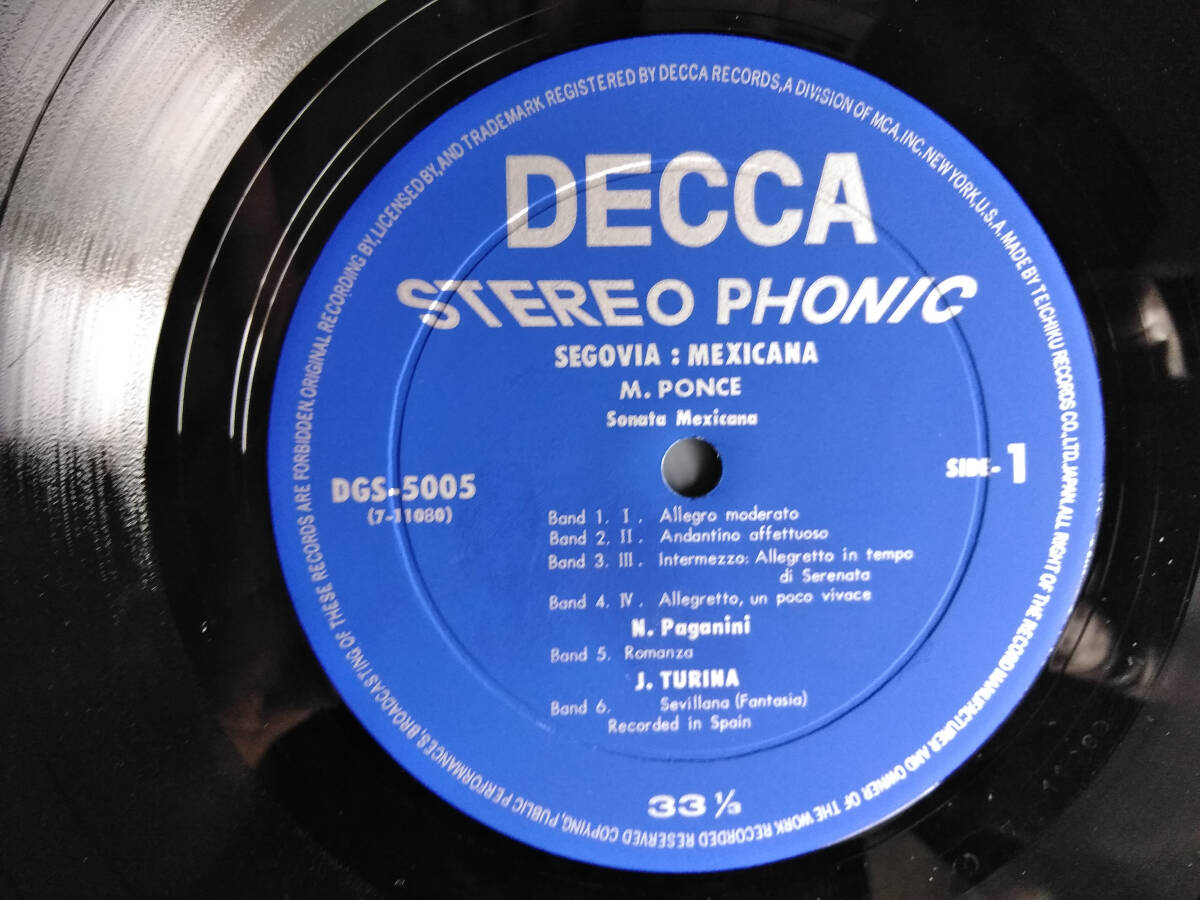 ORIGINAL RECORDING BY, LICENSED BY, AND TRADEMARK REGISTERED BY DECCA RECORDS, A DIVISION OF MCA, INC. NEW YORK, U.S.A. MADE BY TEICHIKU RECORDS CO., LTD. JAPAN, ALL RIGHT OF THE RECORD MANUFACTURER AND OWNER OF THE WORK RECORDED RESERVED COPYING, PUBLIC PERFORMANCES, BROADCASTING OF THESE RECORDS ARE FORBIDDEN.
DECCA
STEREO PHONIC
SEGOVIA : MEXICANA
M. PONCE
Sonata Mexicana
DGS-5005
(7-11080)
SIDE-1
Band 1. I. Allegro moderato
Band 2. II. Andantino affettuoso
Band 3. III. Intermezzo: Allegretto in tempo
di Serenata
Band 4. IV. Allegretto, un poco vivace
N. Paganini
Band 5. Romanza
J. TURINA
Band 6. Sevillana (Fantasia)
Recorded in Spain
33 ⅓